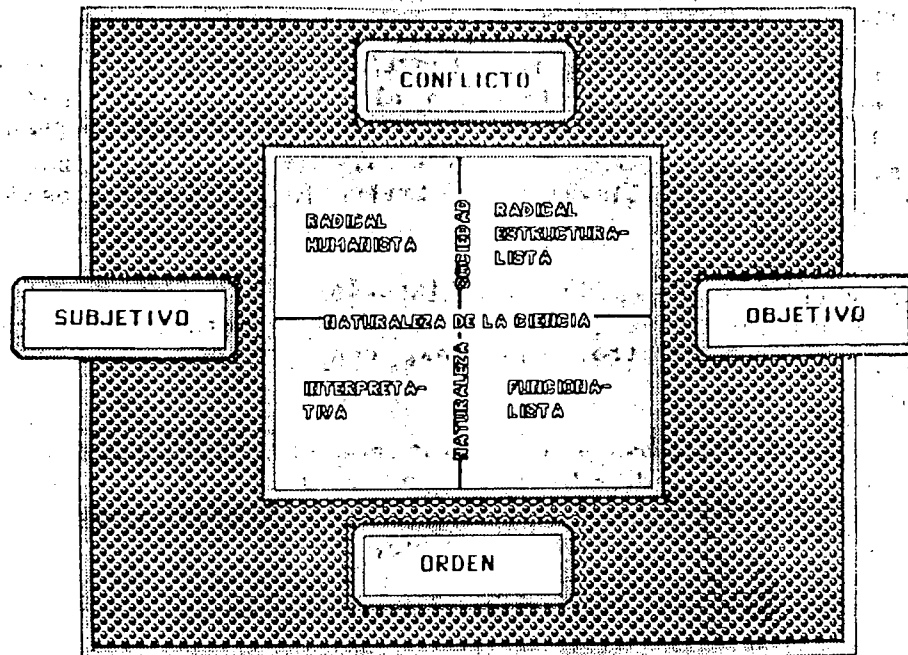 CONFLICTO
RADICAL
HUMANISTA
RADICAL
ESTRUCTURA-
LISTA
SOCIEDAD
SUBJETIVO
NATURALEZA DE LA CIENCIA
OBJETIVO
INTERPRETA-
TIVA
NATURALEZA-
FUNCIONA-
LISTA
ORDEN